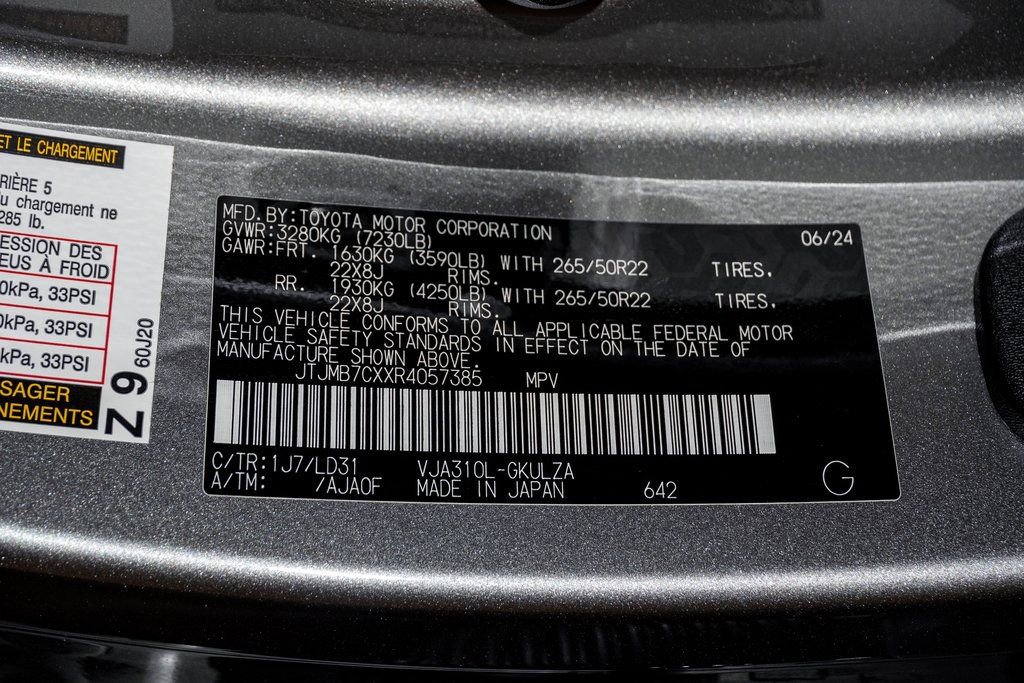 ET LE CHARGEMENT
RIÈRE 5
u chargement ne
285 lb.
ESSION DES
EUS À FROID
0kPa, 33PSI
0kPa, 33PSI
kPa, 33PSI
SAGER
NEMENTS
Z9 60J20
MFD.BY:TOYOTA MOTOR CORPORATION 06/24
GVWR:3280KG (7230LB)
GAWR:FRT. 1630KG (3590LB) WITH 265/50R22 TIRES.
22X8J RIMS.
RR. 1930KG (4250LB) WITH 265/50R22 TIRES.
22X8J RIMS.
THIS VEHICLE CONFORMS TO ALL APPLICABLE FEDERAL MOTOR
VEHICLE SAFETY STANDARDS IN EFFECT ON THE DATE OF
MANUFACTURE SHOWN ABOVE.
JTJMB7CXXR4057385 MPV
C/TR:1J7/LD31 VJA310L-GKULZA
A/TM: /AJA0F MADE IN JAPAN 642 G